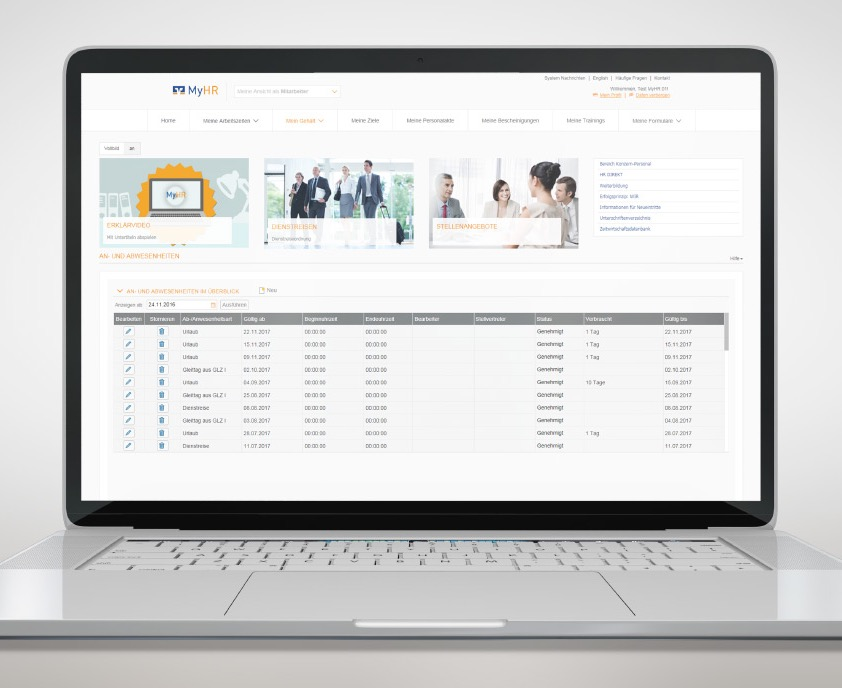 System Nachrichten | English | Häufige Fragen | Kontakt
MyHR
Meine Ansicht als Mitarbeiter
Willkommen, Test MyHR 011
Mein Profil |
Home
Meine Arbeitszeiten
Mein Gehalt
Meine Ziele
Meine Personalakte
Meine Bescheinigungen
Meine Trainings
Meine Formulare
Vollbild
MyHR
ERKLÄRVIDEO
Mit Untertiteln abspielen
DIENSTREISEN
Dienstreiseordnung
STELLENANGEBOTE
Bereich Konzern-Personal
HR DIREKT
Weiterbildung
Informationen für Neueintritte
Unterschriftenverzeichnis
Zeitwirtschaftsdatenbank
AN- UND ABWESENHEITEN
Hilfe
AN- UND ABWESENHEITEN IM ÜBERBLICK
Neu
Anzeigen ab: 24.11.2016
Ausführen
Bearbeiten Stornieren Ab-/Anwesenheitsart Gültig ab Beginnuhrzeit Endeuhrzeit Bearbeiter Stellvertreter Status Verbraucht Gültig bis
Urlaub 22.11.2017 00:00:00 00:00:00 Genehmigt 1 Tag 22.11.2017
Urlaub 15.11.2017 00:00:00 00:00:00 Genehmigt 1 Tag 15.11.2017
Urlaub 09.11.2017 00:00:00 00:00:00 Genehmigt 1 Tag 09.11.2017
Gleittag aus GLZ I 02.10.2017 00:00:00 00:00:00 Genehmigt 02.10.2017
Urlaub 04.09.2017 00:00:00 00:00:00 Genehmigt 10 Tage 15.09.2017
Gleittag aus GLZ I 25.08.2017 00:00:00 00:00:00 Genehmigt 25.08.2017
Dienstreise 08.08.2017 00:00:00 00:00:00 Genehmigt 08.08.2017
Gleittag aus GLZ I 03.08.2017 00:00:00 00:00:00 Genehmigt 04.08.2017
Urlaub 28.07.2017 00:00:00 00:00:00 Genehmigt 1 Tag 28.07.2017
Dienstreise 11.07.2017 00:00:00 00:00:00 Genehmigt 11.07.2017